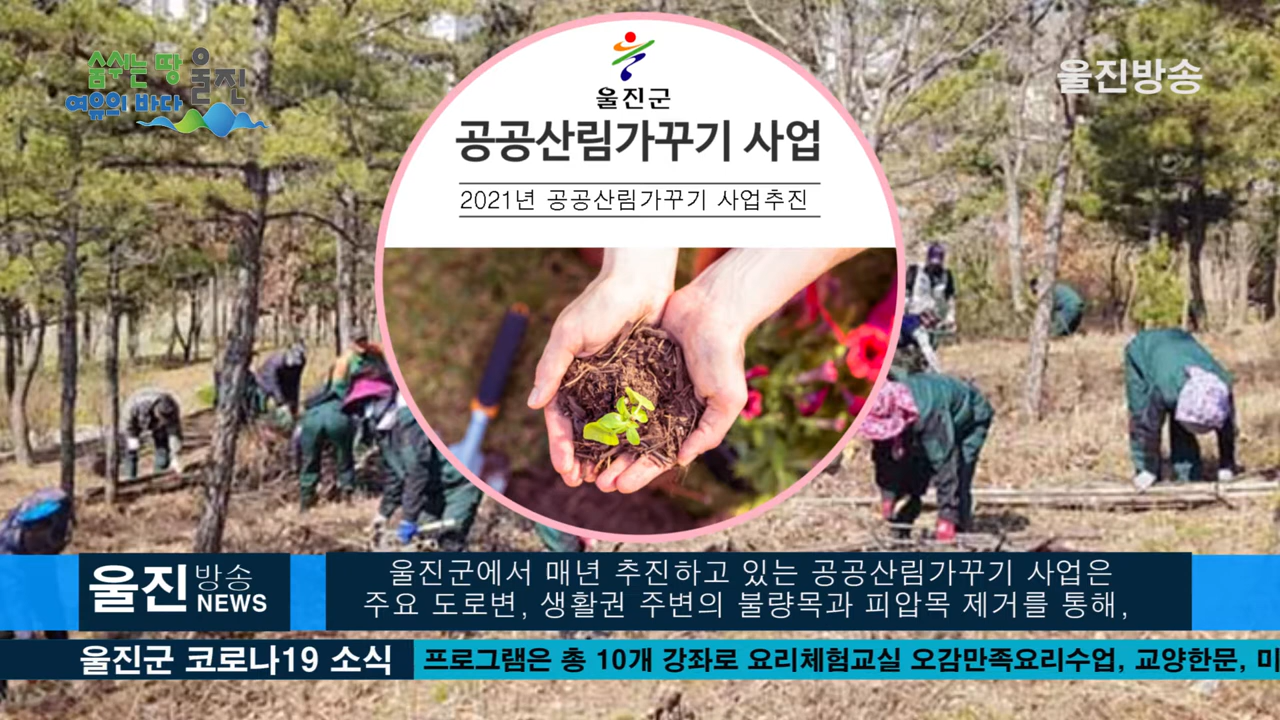 숨쉬는 땅
여유의 바다
울진
울진방송
울진군
공공산림가꾸기 사업
2021년 공공산림가꾸기 사업추진
울진 방송 NEWS
울진군에서 매년 추진하고 있는 공공산림가꾸기 사업은
주요 도로변, 생활권 주변의 불량목과 피압목 제거를 통해,
울진군 코로나19 소식
프로그램은 총 10개 강좌로 요리체험교실 오감만족요리수업, 교양한문, 미